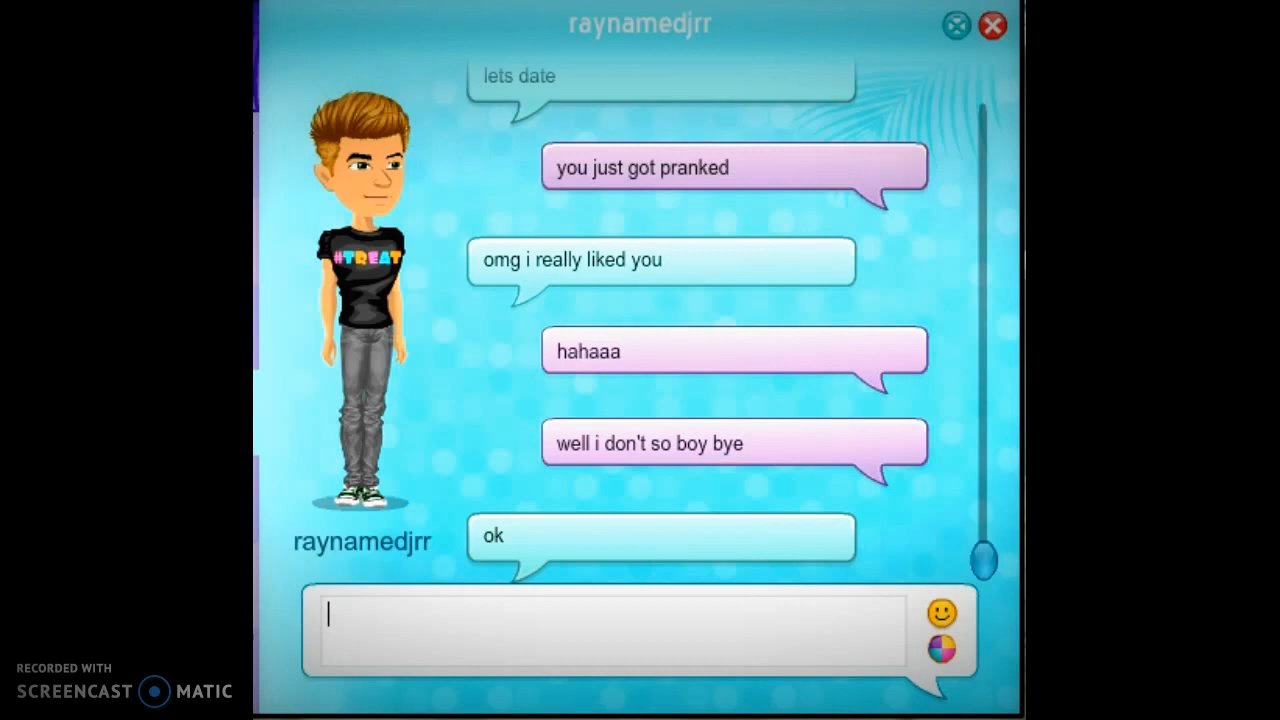 raynamedjrr
lets date
you just got pranked
omg i really liked you
#TREAT
hahaaa
well i don't so boy bye
ok
raynamedjrr
RECORDED WITH
SCREENCAST MATIC